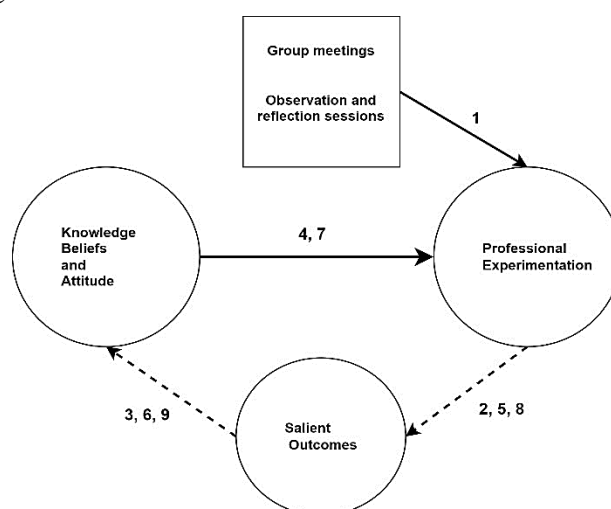 Group meetings
Observation and
reflection sessions
1
Knowledge
Beliefs
and
Attitude
4, 7
Professional
Experimentation
3, 6, 9
Salient
Outcomes
2, 5, 8